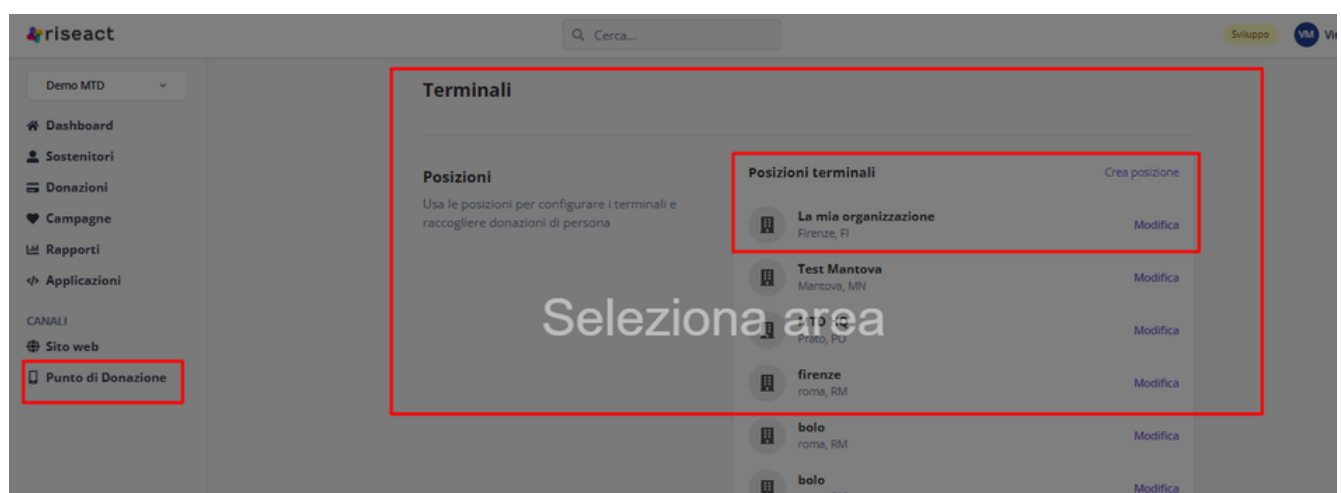 riseact
Cerca...
Sviluppo
VM
Demo MTD
Dashboard
Sostenitori
Donazioni
Campagne
Rapporti
Applicazioni
CANALI
Sito web
Punto di Donazione
Terminali
Posizioni
Usa le posizioni per configurare i terminali e
raccogliere donazioni di persona
Posizioni terminali
Crea posizione
La mia organizzazione
Firenze, FI
Modifica
Test Mantova
Mantova, MN
Modifica
Seleziona area
MTD HQ
Prato, PO
Modifica
firenze
roma, RM
Modifica
bolo
roma, RM
Modifica
bolo
Modifica